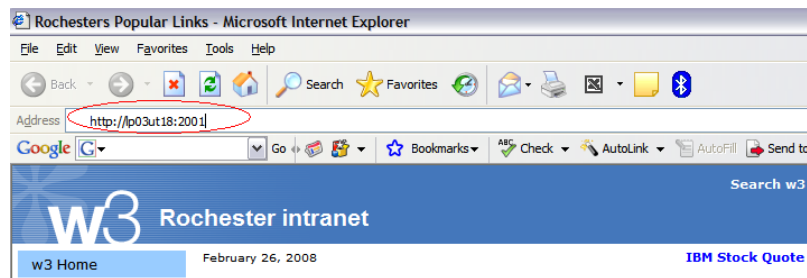 Rochesters Popular Links - Microsoft Internet Explorer
File Edit View Favorites Tools Help
Back Search Favorites
Address http://lp03ut18:2001
Google G Go Bookmarks ABC Check AutoLink AutoFill Send to
Search w3
w3 Rochester intranet
w3 Home February 26, 2008 IBM Stock Quote